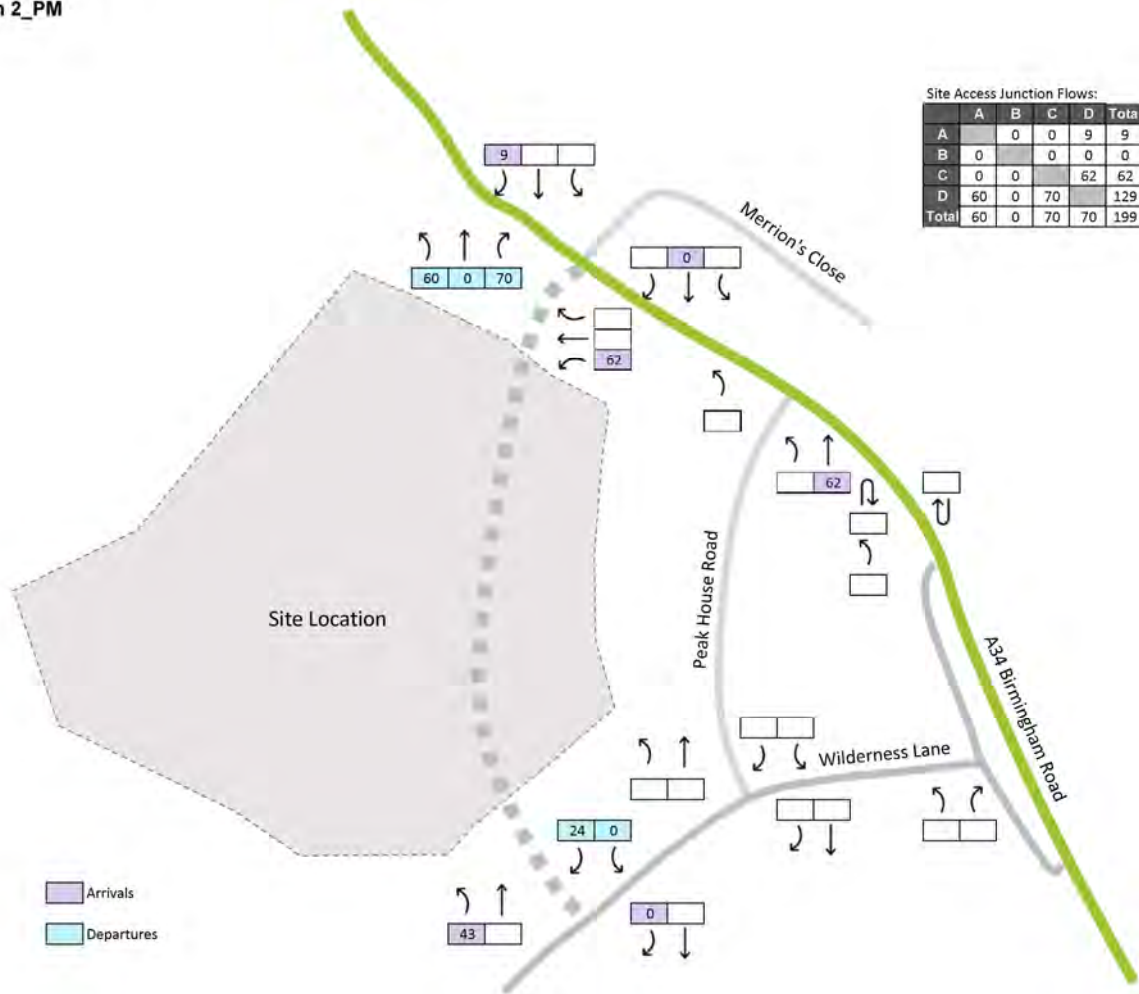 n 2_PM
Site Access Junction Flows:
A B C D Total
A 0 0 9 9
B 0 0 0 0
C 0 0 62 62
D 60 0 70 129
Total 60 0 70 70 199
9
Merrion's Close
0
60 0 70
62
62
Peak House Road
Site Location
A34 Birmingham Road
Wilderness Lane
24 0
Arrivals
0
43
Departures